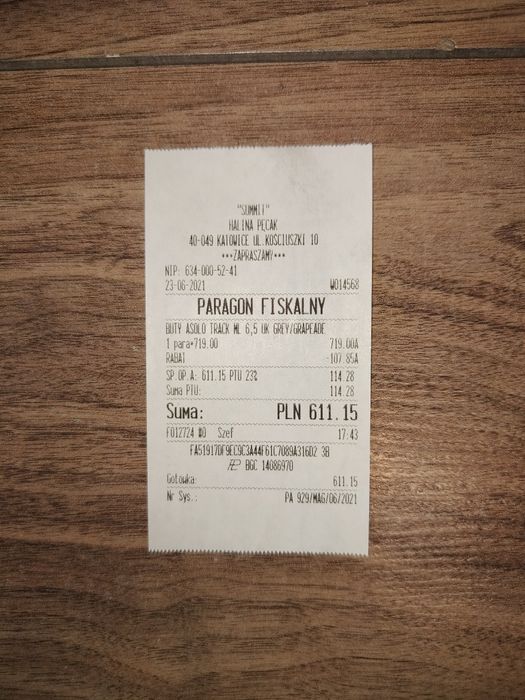 "SUMMIT"
HALINA PĘCAK
40-049 KATOWICE UL.KOŚCIUSZKI 10
***ZAPRASZAMY***
NIP: 634-000-52-41
23-06-2021 W014568
PARAGON FISKALNY
BUTY ASOLO TRACK ML 6,5 UK GREY/GRAPEADE
1 para*719.00 719.00A
RABAT -107.85A
SP.OP.A: 611.15 PTU 23% 114.28
Suma PTU: 114.28
SUMA: PLN 611.15
F012724 #0 Szef 17:43
FA51917DF9EC9C3A44F61C7089A316D2 3B
BGC 14086970
Gotówka: 611.15
Nr Sys.: PA 929/MAG/06/2021